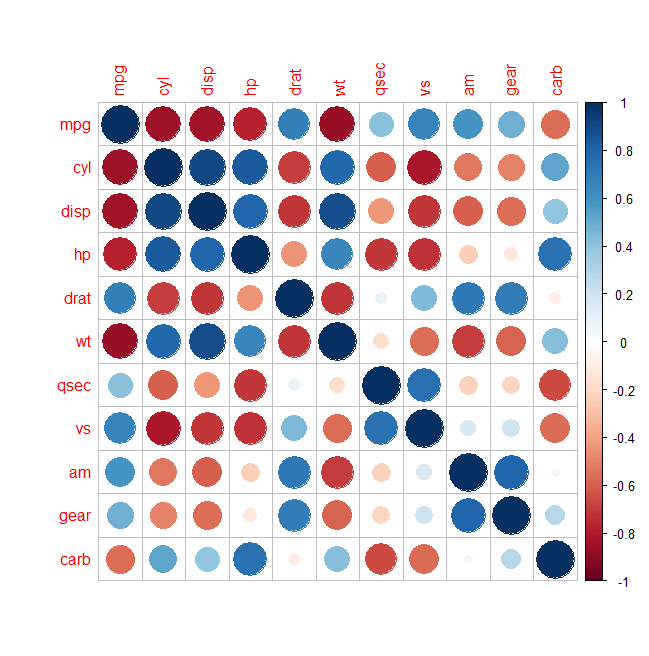 mpg cyl disp hp drat wt qsec vs am gear carb
mpg
cyl
disp
hp
drat
wt
qsec
vs
am
gear
carb
1
0.8
0.6
0.4
0.2
0
-0.2
-0.4
-0.6
-0.8
-1